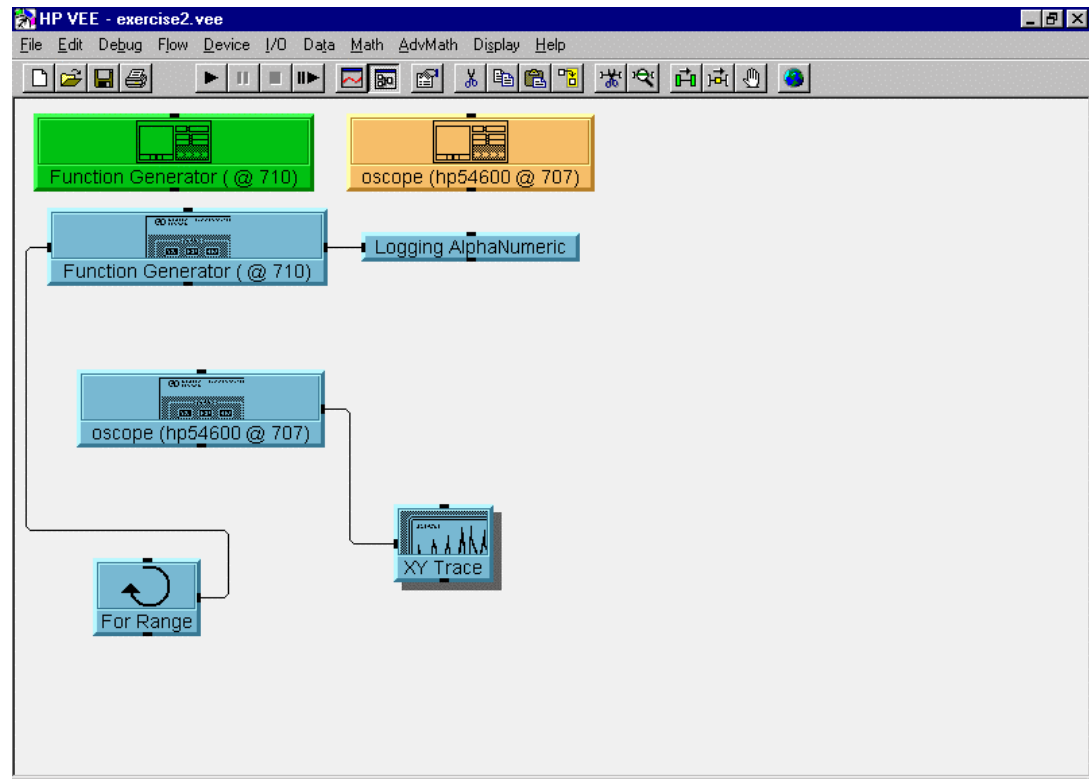 HP VEE - exercise2.vee
File Edit Debug Flow Device I/O Data Math AdvMath Display Help
Function Generator ( @ 710)
oscope (hp54600 @ 707)
Function Generator ( @ 710)
Logging AlphaNumeric
oscope (hp54600 @ 707)
XY Trace
For Range